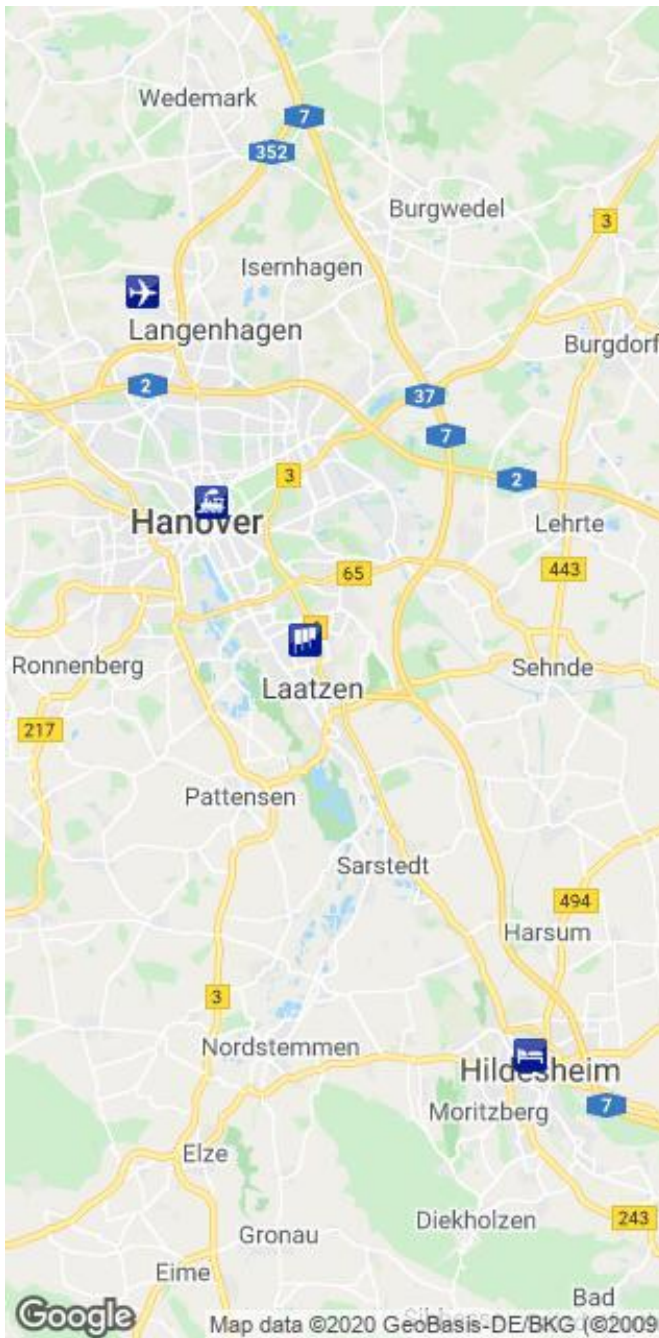 Wedemark
7
352
Burgwedel
3
Isernhagen
Langenhagen
Burgdorf
2
37
7
3
2
Hanover
Lehrte
65
443
Ronnenberg
Sehnde
Laatzen
217
Pattensen
Sarstedt
494
Harsum
3
Nordstemmen
Hildesheim
7
Moritzberg
Elze
Diekholzen
243
Gronau
Eime
Bad
Google
Map data ©2020 GeoBasis-DE/BKG (©2009